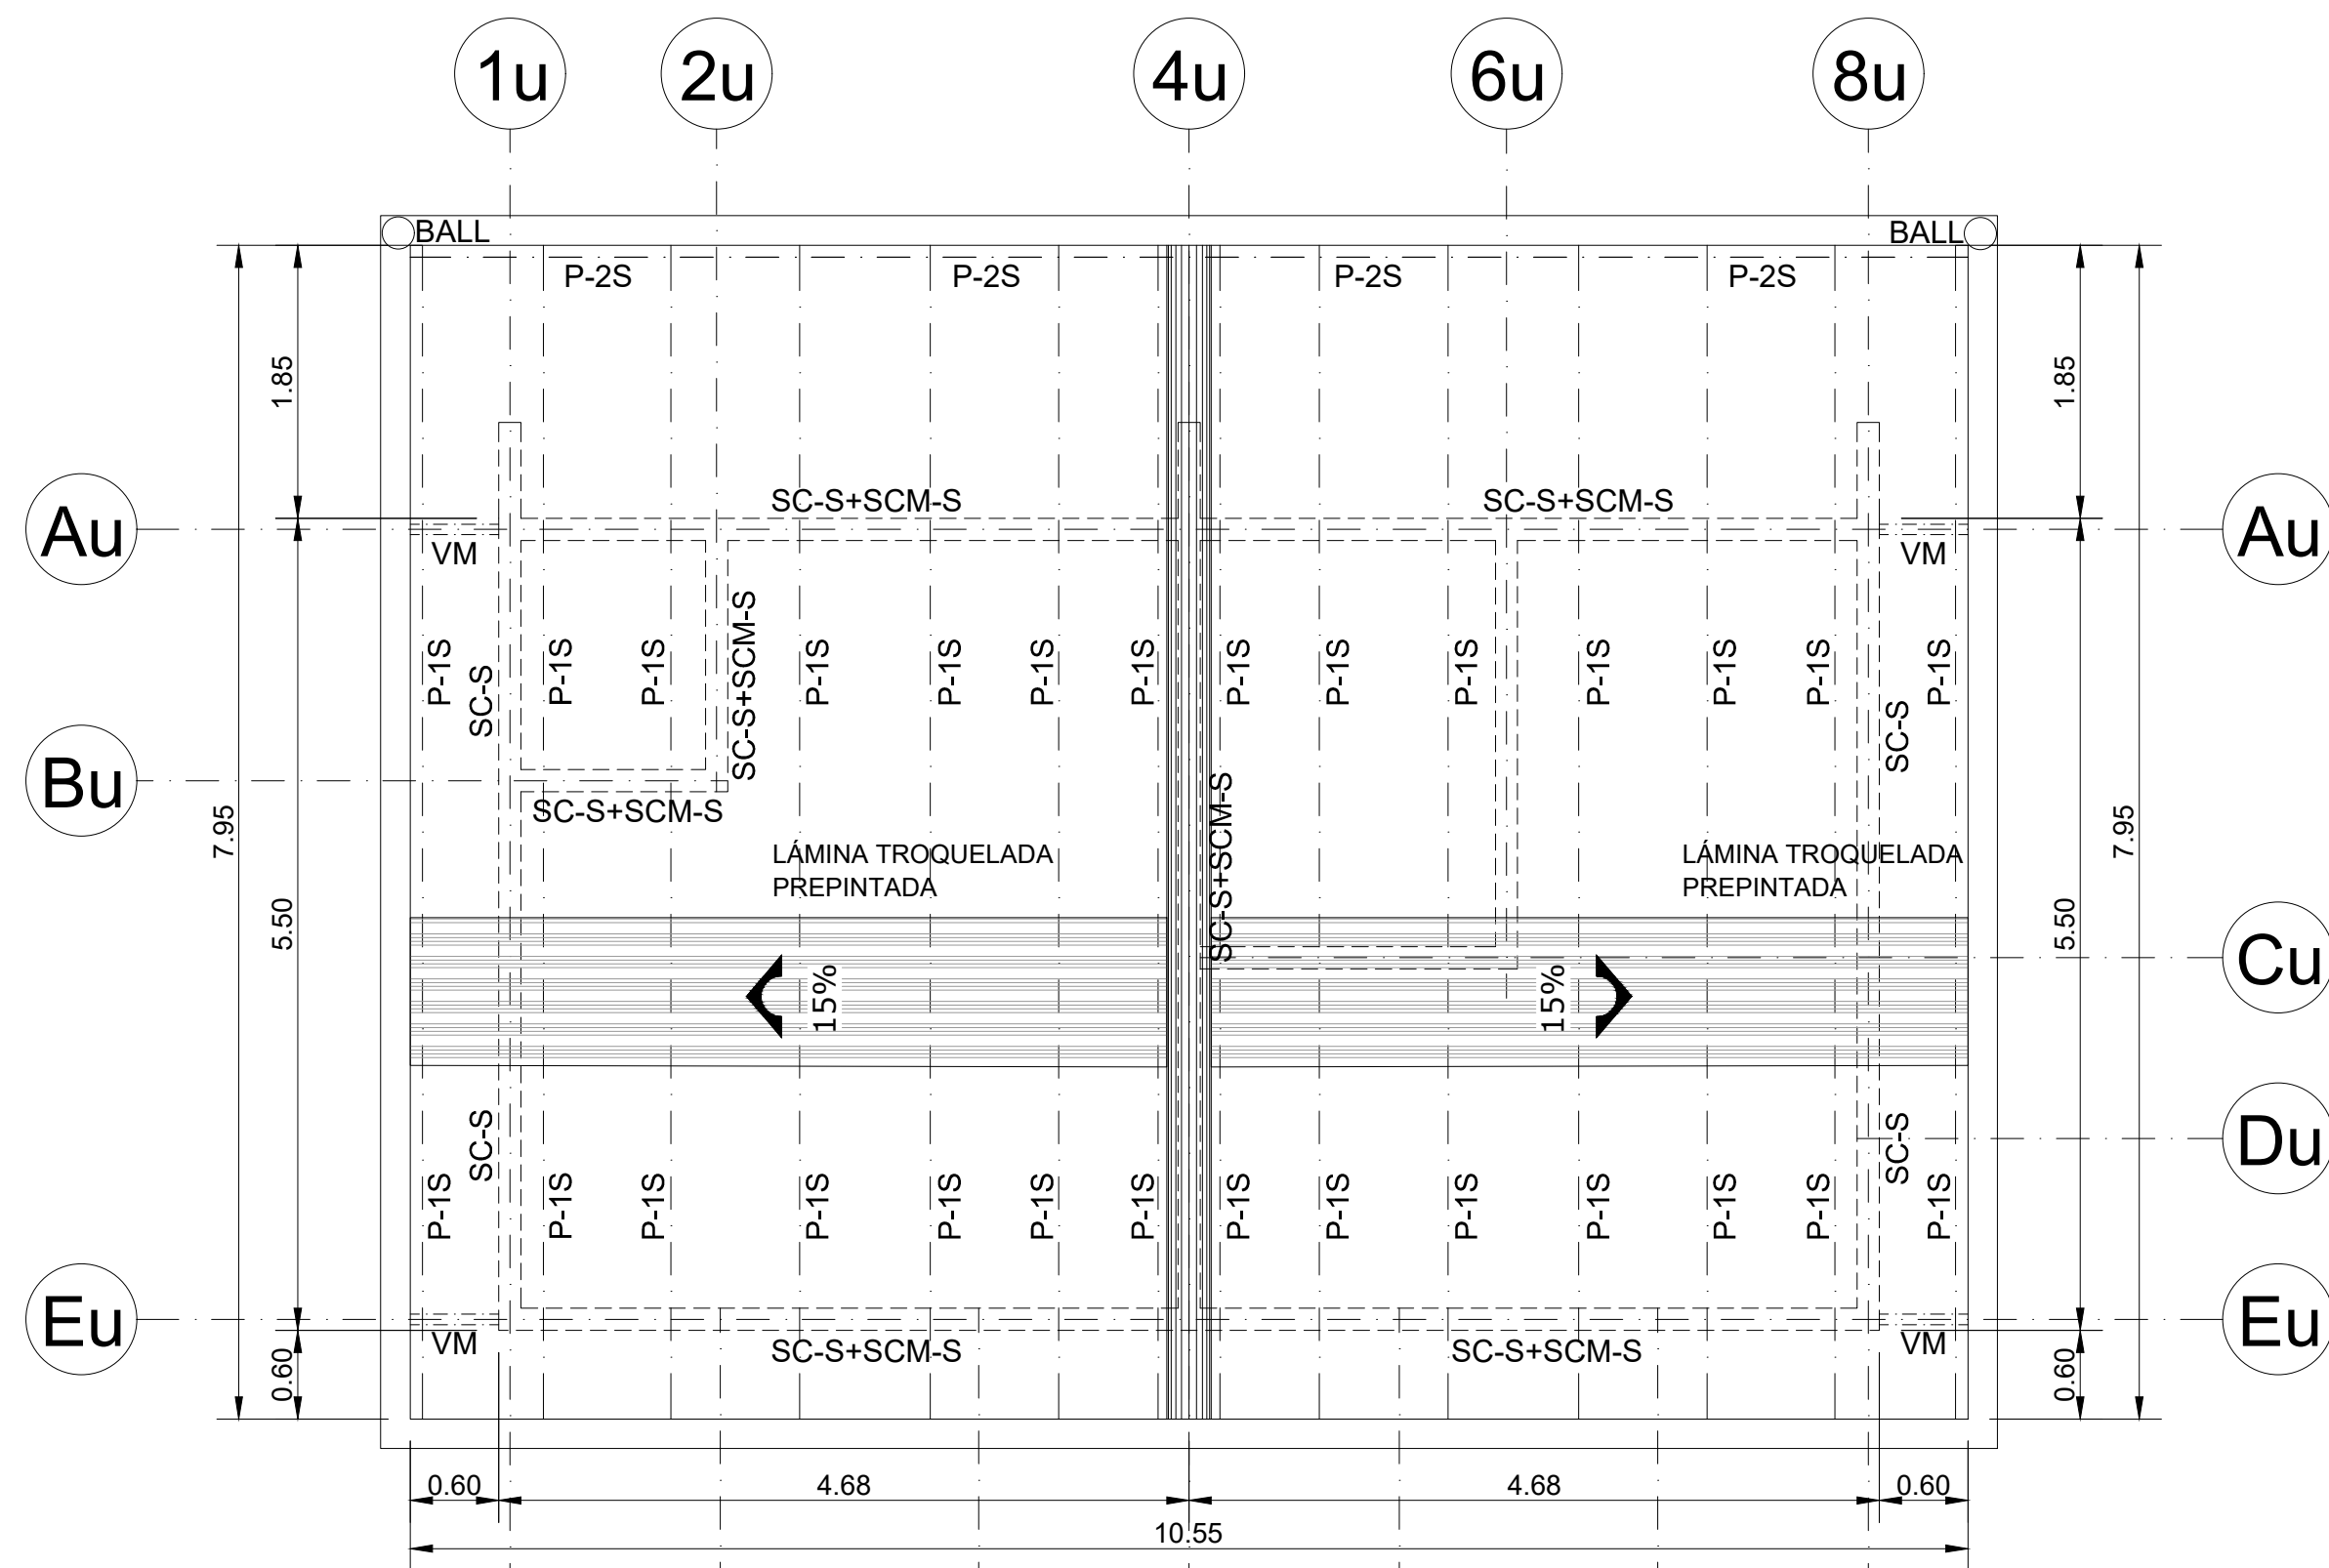 1u 2u 4u 6u 8u
BALL BALL
P-2S P-2S P-2S P-2S
1.85 1.85
SC-S+SCM-S SC-S+SCM-S
Au Au
VM VM
P-1S SC-S P-1S P-1S SC-S+SCM-S P-1S P-1S P-1S P-1S P-1S P-1S P-1S P-1S P-1S P-1S SC-S P-1S
Bu
SC-S+SCM-S
7.95 SC-S+SCM-S 7.95
LÁMINA TROQUELADA LÁMINA TROQUELADA
PREPINTADA PREPINTADA
5.50 5.50
Cu
15% 15%
SC-S SC-S
Du
P-1S P-1S P-1S P-1S P-1S P-1S P-1S P-1S P-1S P-1S P-1S P-1S P-1S P-1S
Eu Eu
VM VM
SC-S+SCM-S SC-S+SCM-S
0.60 0.60
0.60 4.68 4.68 0.60
10.55